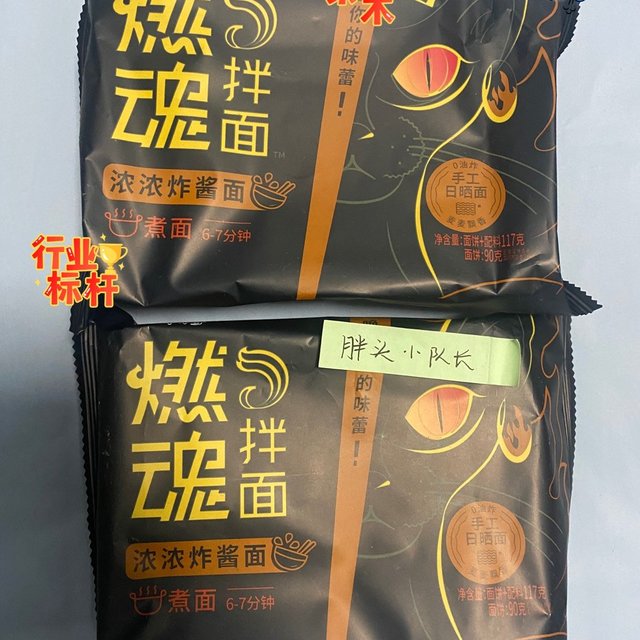 你的味蕾!
燃魂
拌面
TM
浓浓炸酱面
煮面 6-7分钟
0油炸
手工
日晒面
净含量:面饼+配料117克
面饼:90克
行业
标杆
胖头小队长
的味蕾!
燃魂
拌面
浓浓炸酱面
煮面 6-7分钟
0油炸
手工
日晒面
净含量:面饼+配料117克
面饼:90克